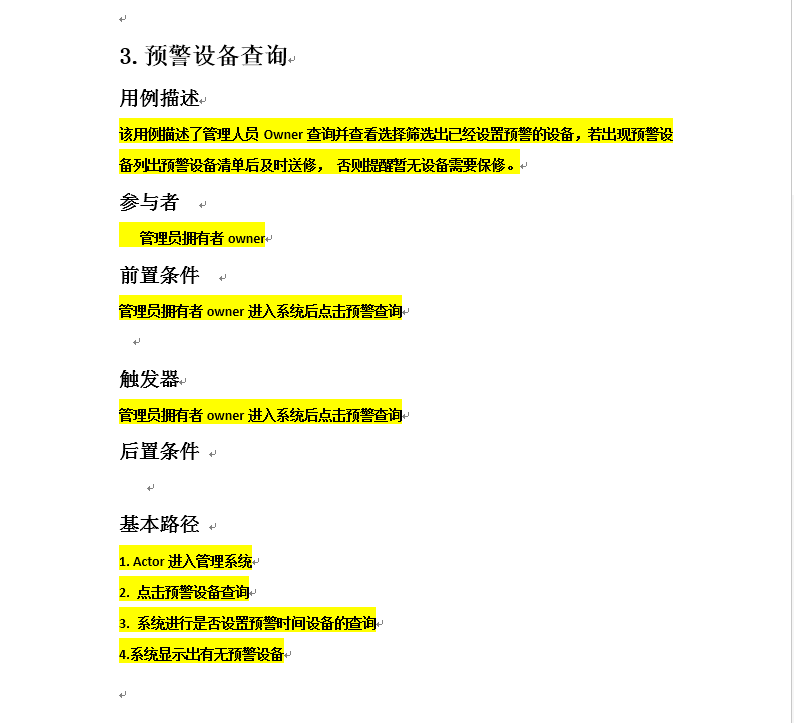 3. 预警设备查询
用例描述
该用例描述了管理人员 Owner 查询并查看选择筛选出已经设置预警的设备，若出现预警设
备列出预警设备清单后及时送修， 否则提醒暂无设备需要保修。
参与者
管理员拥有者 owner
前置条件
管理员拥有者 owner 进入系统后点击预警查询
触发器
管理员拥有者 owner 进入系统后点击预警查询
后置条件
基本路径
1. Actor 进入管理系统
2. 点击预警设备查询
3. 系统进行是否设置预警时间设备的查询
4.系统显示出有无预警设备